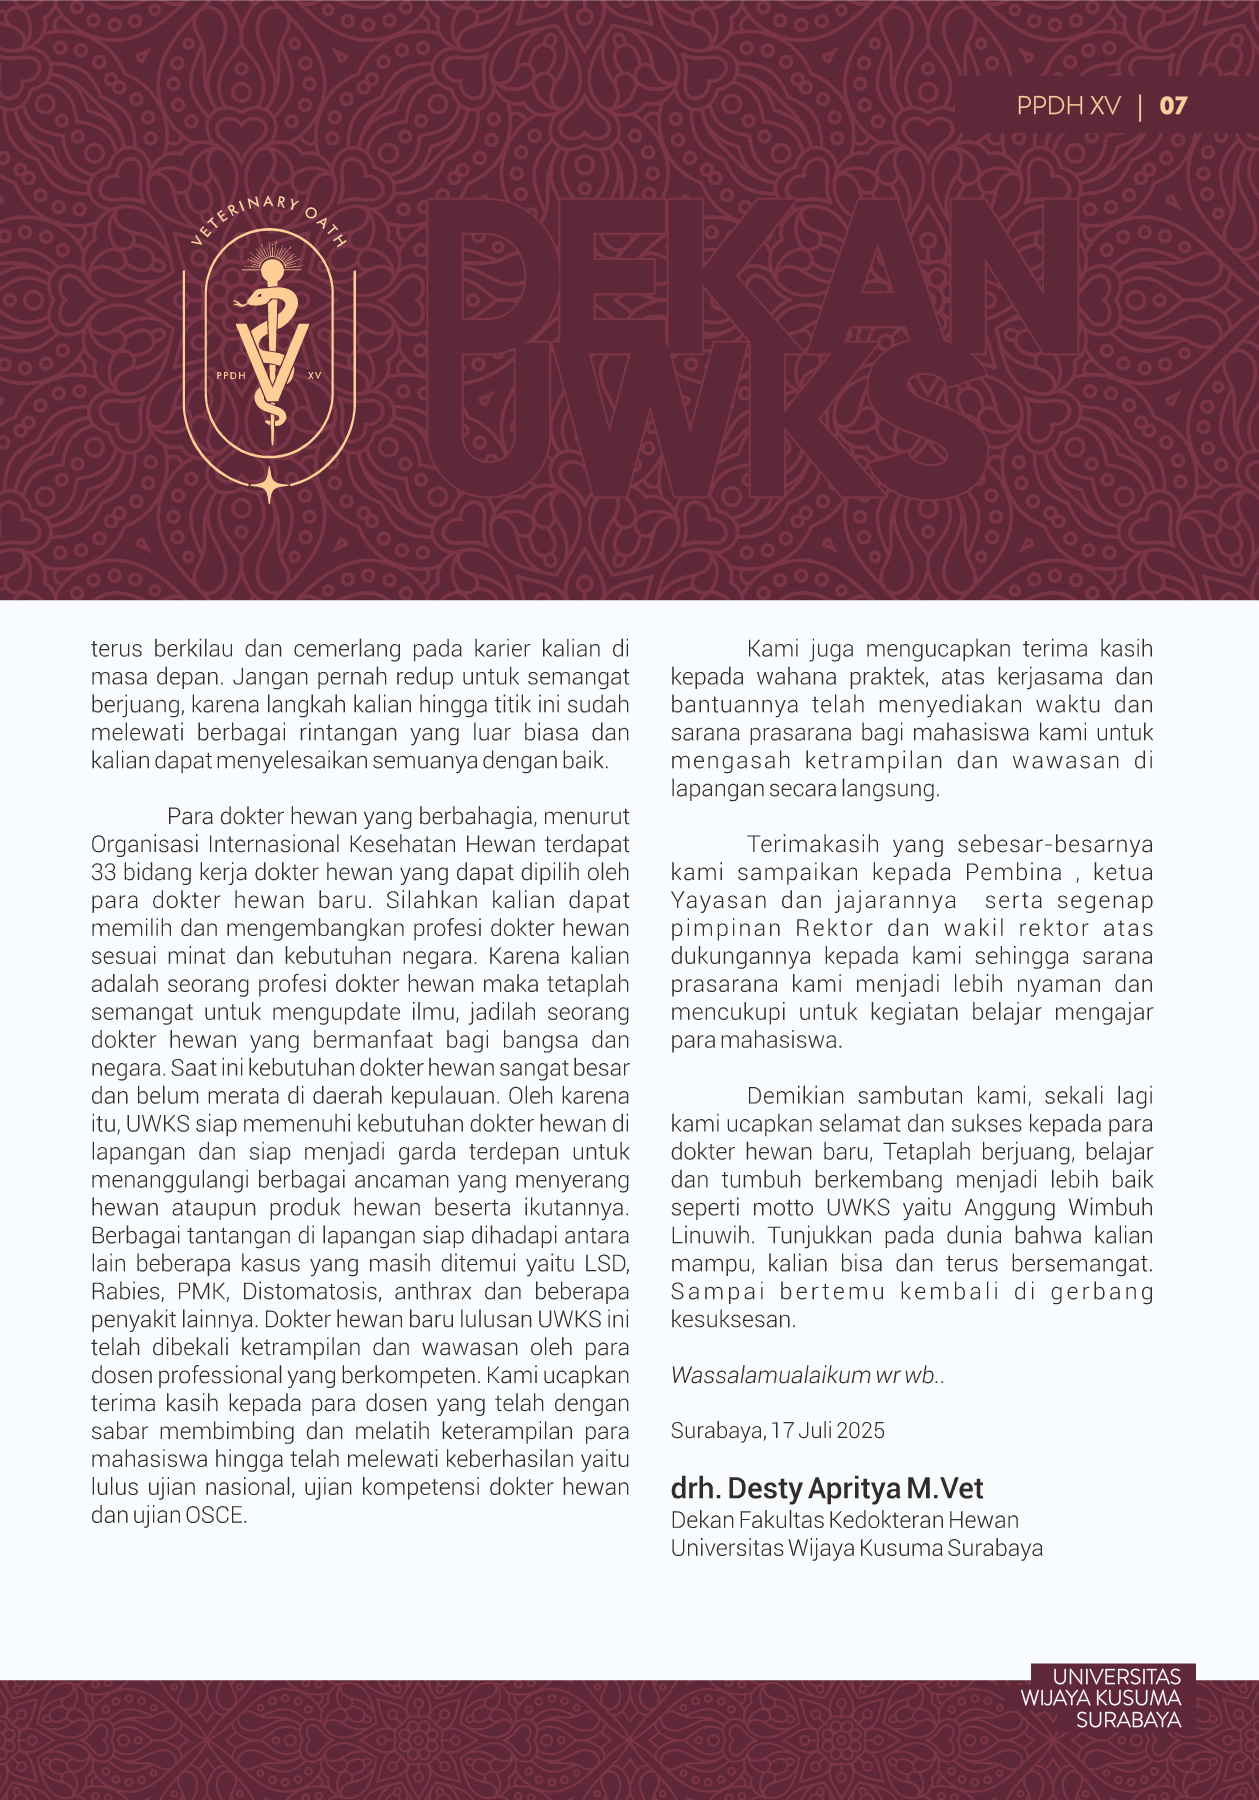 PPDH XV | 07
VETERINARY OATH
PPDH XV
DEKAN
UWKS
terus berkilau dan cemerlang pada karier kalian di
masa depan. Jangan pernah redup untuk semangat
berjuang, karena langkah kalian hingga titik ini sudah
melewati berbagai rintangan yang luar biasa dan
kalian dapat menyelesaikan semuanya dengan baik.
Para dokter hewan yang berbahagia, menurut
Organisasi Internasional Kesehatan Hewan terdapat
33 bidang kerja dokter hewan yang dapat dipilih oleh
para dokter hewan baru. Silahkan kalian dapat
memilih dan mengembangkan profesi dokter hewan
sesuai minat dan kebutuhan negara. Karena kalian
adalah seorang profesi dokter hewan maka tetaplah
semangat untuk mengupdate ilmu, jadilah seorang
dokter hewan yang bermanfaat bagi bangsa dan
negara. Saat ini kebutuhan dokter hewan sangat besar
dan belum merata di daerah kepulauan. Oleh karena
itu, UWKS siap memenuhi kebutuhan dokter hewan di
lapangan dan siap menjadi garda terdepan untuk
menanggulangi berbagai ancaman yang menyerang
hewan ataupun produk hewan beserta ikutannya.
Berbagai tantangan di lapangan siap dihadapi antara
lain beberapa kasus yang masih ditemui yaitu LSD,
Rabies, PMK, Distomatosis, anthrax dan beberapa
penyakit lainnya. Dokter hewan baru lulusan UWKS ini
telah dibekali ketrampilan dan wawasan oleh para
dosen professional yang berkompeten. Kami ucapkan
terima kasih kepada para dosen yang telah dengan
sabar membimbing dan melatih keterampilan para
mahasiswa hingga telah melewati keberhasilan yaitu
lulus ujian nasional, ujian kompetensi dokter hewan
dan ujian OSCE.
Kami juga mengucapkan terima kasih
kepada wahana praktek, atas kerjasama dan
bantuannya telah menyediakan waktu dan
sarana prasarana bagi mahasiswa kami untuk
mengasah ketrampilan dan wawasan di
lapangan secara langsung.
Terimakasih yang sebesar-besarnya
kami sampaikan kepada Pembina , ketua
Yayasan dan jajarannya serta segenap
pimpinan Rektor dan wakil rektor atas
dukungannya kepada kami sehingga sarana
prasarana kami menjadi lebih nyaman dan
mencukupi untuk kegiatan belajar mengajar
para mahasiswa.
Demikian sambutan kami, sekali lagi
kami ucapkan selamat dan sukses kepada para
dokter hewan baru, Tetaplah berjuang, belajar
dan tumbuh berkembang menjadi lebih baik
seperti motto UWKS yaitu Anggung Wimbuh
Linuwih. Tunjukkan pada dunia bahwa kalian
mampu, kalian bisa dan terus bersemangat.
Sampai bertemu kembali di gerbang
kesuksesan.
Wassalamualaikum wr wb..
Surabaya, 17 Juli 2025
drh. Desty Apritya M.Vet
Dekan Fakultas Kedokteran Hewan
Universitas Wijaya Kusuma Surabaya
UNIVERSITAS
WIJAYA KUSUMA
SURABAYA